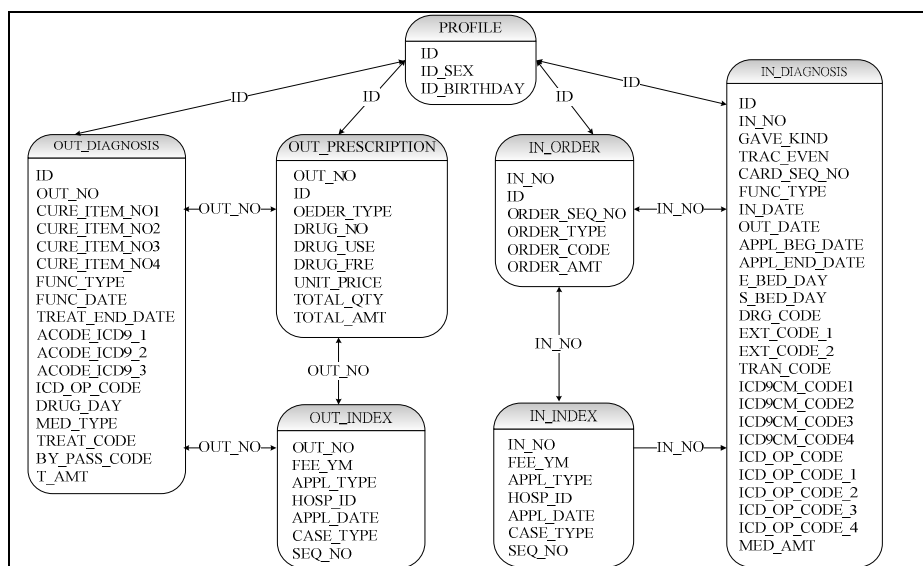 PROFILE
ID
ID_SEX
ID_BIRTHDAY
ID
ID
ID
ID
OUT_DIAGNOSIS
ID
OUT_NO
CURE_ITEM_NO1
CURE_ITEM_NO2
CURE_ITEM_NO3
CURE_ITEM_NO4
FUNC_TYPE
FUNC_DATE
TREAT_END_DATE
ACODE_ICD9_1
ACODE_ICD9_2
ACODE_ICD9_3
ICD_OP_CODE
DRUG_DAY
MED_TYPE
TREAT_CODE
BY_PASS_CODE
T_AMT
OUT_NO
OUT_PRESCRIPTION
OUT_NO
ID
OEDER_TYPE
DRUG_NO
DRUG_USE
DRUG_FRE
UNIT_PRICE
TOTAL_QTY
TOTAL_AMT
OUT_NO
OUT_NO
OUT_INDEX
OUT_NO
FEE_YM
APPL_TYPE
HOSP_ID
APPL_DATE
CASE_TYPE
SEQ_NO
IN_ORDER
IN_NO
ID
ORDER_SEQ_NO
ORDER_TYPE
ORDER_CODE
ORDER_AMT
IN_NO
IN_NO
IN_INDEX
IN_NO
FEE_YM
APPL_TYPE
HOSP_ID
APPL_DATE
CASE_TYPE
SEQ_NO
IN_NO
IN_DIAGNOSIS
ID
IN_NO
GAVE_KIND
TRAC_EVEN
CARD_SEQ_NO
FUNC_TYPE
IN_DATE
OUT_DATE
APPL_BEG_DATE
APPL_END_DATE
E_BED_DAY
S_BED_DAY
DRG_CODE
EXT_CODE_1
EXT_CODE_2
TRAN_CODE
ICD9CM_CODE1
ICD9CM_CODE2
ICD9CM_CODE3
ICD9CM_CODE4
ICD_OP_CODE
ICD_OP_CODE_1
ICD_OP_CODE_2
ICD_OP_CODE_3
ICD_OP_CODE_4
MED_AMT